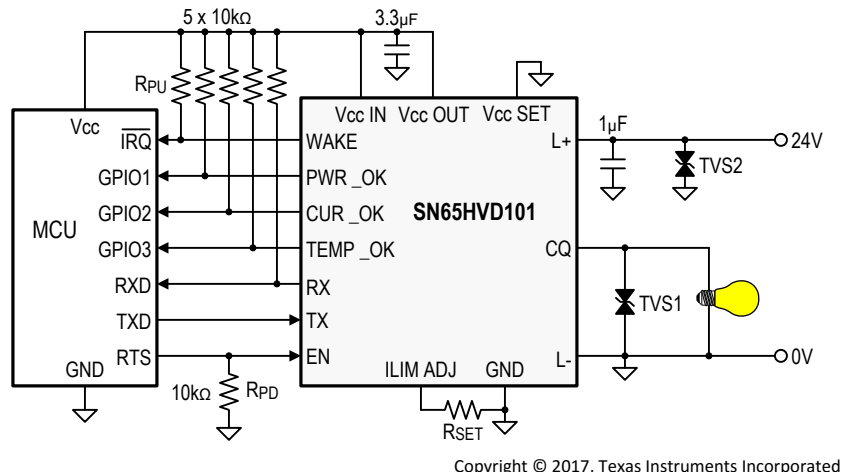 5 x 10kΩ
3.3µF
RPU
Vcc
Vcc IN
Vcc OUT
Vcc SET
1µF
IRQ
WAKE
L+
24V
TVS2
GPIO1
PWR _OK
GPIO2
CUR _OK
SN65HVD101
MCU
GPIO3
TEMP _OK
CQ
RXD
RX
TVS1
TXD
TX
RTS
EN
L-
0V
GND
ILIM ADJ
GND
10kΩ
RPD
RSET
Copyright © 2017, Texas Instruments Incorporated